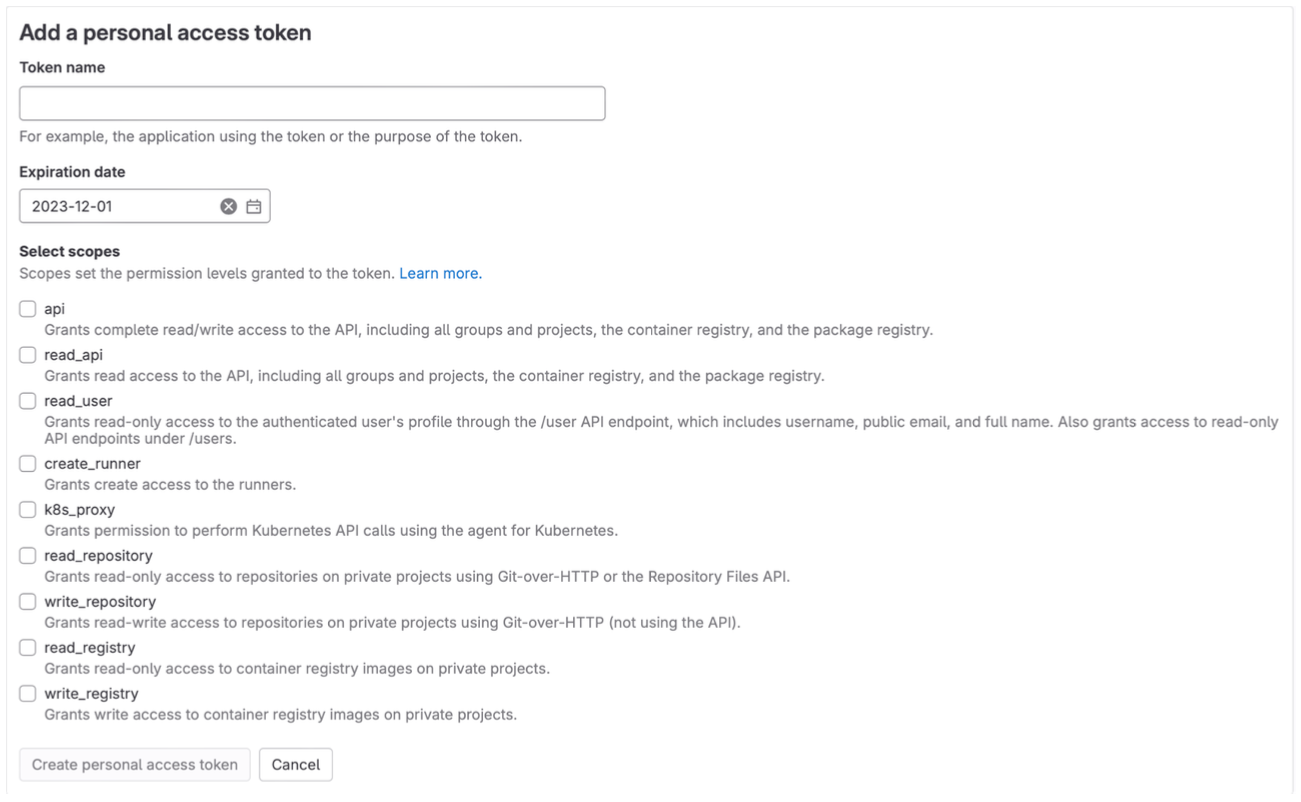 Add a personal access token
Token name
For example, the application using the token or the purpose of the token.
Expiration date
2023-12-01
Select scopes
Scopes set the permission levels granted to the token. Learn more.
api
Grants complete read/write access to the API, including all groups and projects, the container registry, and the package registry.
read_api
Grants read access to the API, including all groups and projects, the container registry, and the package registry.
read_user
Grants read-only access to the authenticated user's profile through the /user API endpoint, which includes username, public email, and full name. Also grants access to read-only
API endpoints under /users.
create_runner
Grants create access to the runners.
k8s_proxy
Grants permission to perform Kubernetes API calls using the agent for Kubernetes.
read_repository
Grants read-only access to repositories on private projects using Git-over-HTTP or the Repository Files API.
write_repository
Grants read-write access to repositories on private projects using Git-over-HTTP (not using the API).
read_registry
Grants read-only access to container registry images on private projects.
write_registry
Grants write access to container registry images on private projects.
Create personal access token Cancel